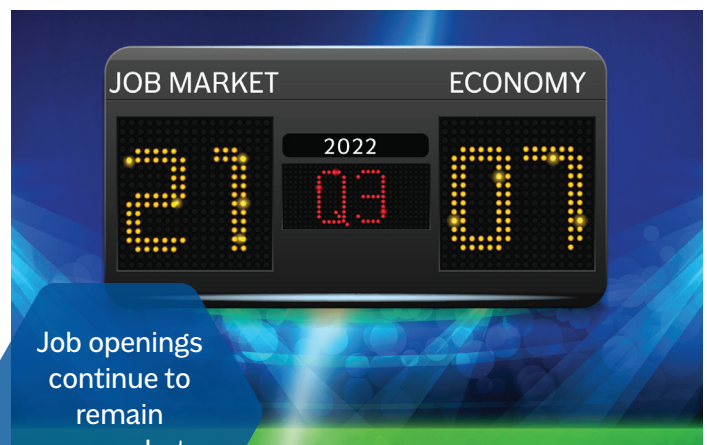 JOB MARKET ECONOMY
21 2022 07
Q3
Job openings
continue to
remain